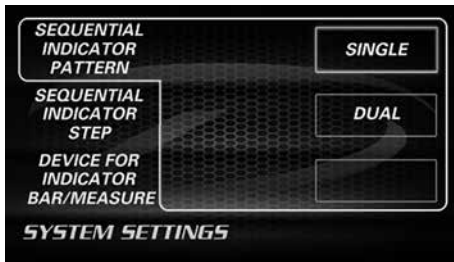 SEQUENTIAL
INDICATOR
PATTERN
SINGLE
SEQUENTIAL
INDICATOR
STEP
DUAL
DEVICE FOR
INDICATOR
BAR/MEASURE
SYSTEM SETTINGS